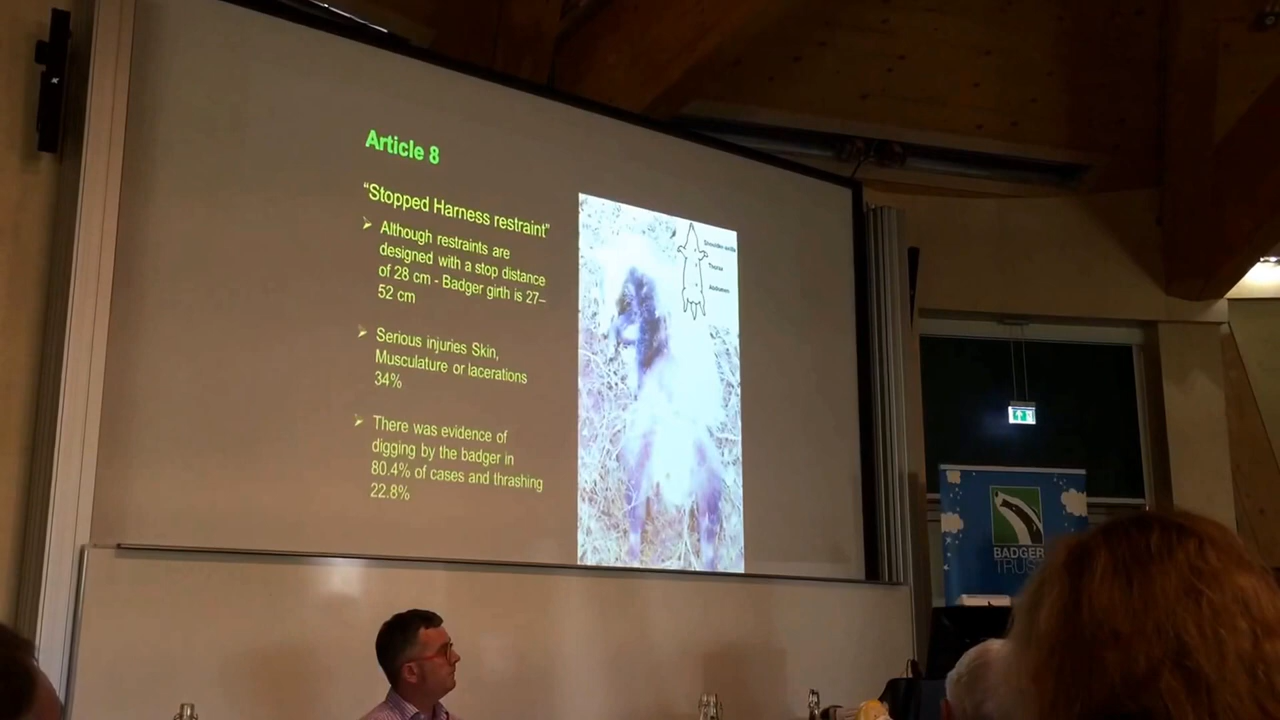 Article 8
“Stopped Harness restraint”
Although restraints are
designed with a stop distance
of 28 cm - Badger girth is 27–
52 cm
Serious injuries Skin,
Musculature or lacerations
34%
There was evidence of
digging by the badger in
80.4% of cases and thrashing
22.8%
Thorax
Abdomen
BADGER
TRUST